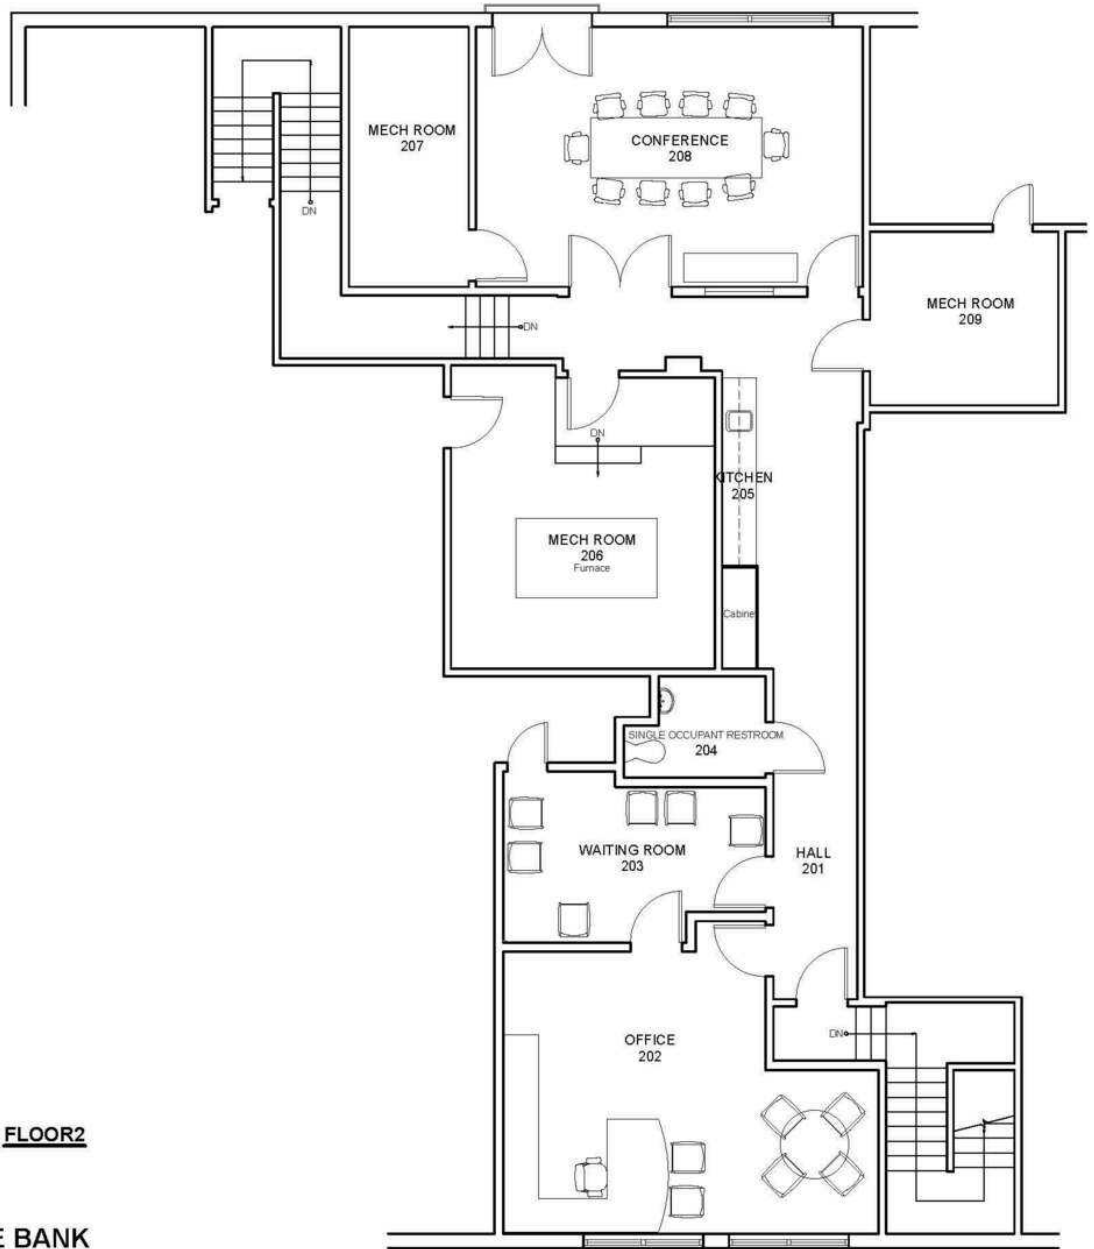 MECH ROOM
207
CONFERENCE
208
DN
MECH ROOM
209
DN
DN
KITCHEN
205
MECH ROOM
206
Furnace
Cabine
SINGLE OCCUPANT RESTROOM
204
WAITING ROOM
203
HALL
201
OFFICE
202
DN
FLOOR2
E BANK